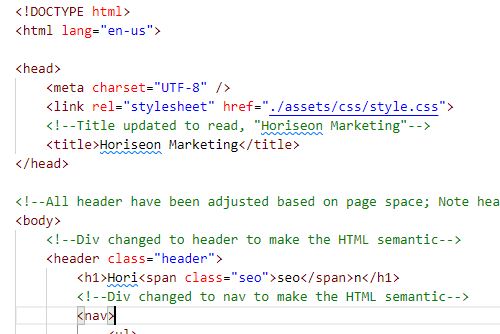 <!DOCTYPE html>
<html lang="en-us">
<head>
<meta charset="UTF-8" />
<link rel="stylesheet" href="./assets/css/style.css">
<!--Title updated to read, "Horiseon Marketing"-->
<title>Horiseon Marketing</title>
</head>
<!--All header have been adjusted based on page space; Note hea
<body>
<!--Div changed to header to make the HTML semantic-->
<header class="header">
<h1>Hori<span class="seo">seo</span>n</h1>
<!--Div changed to nav to make the HTML semantic-->
<nav>
<ul>